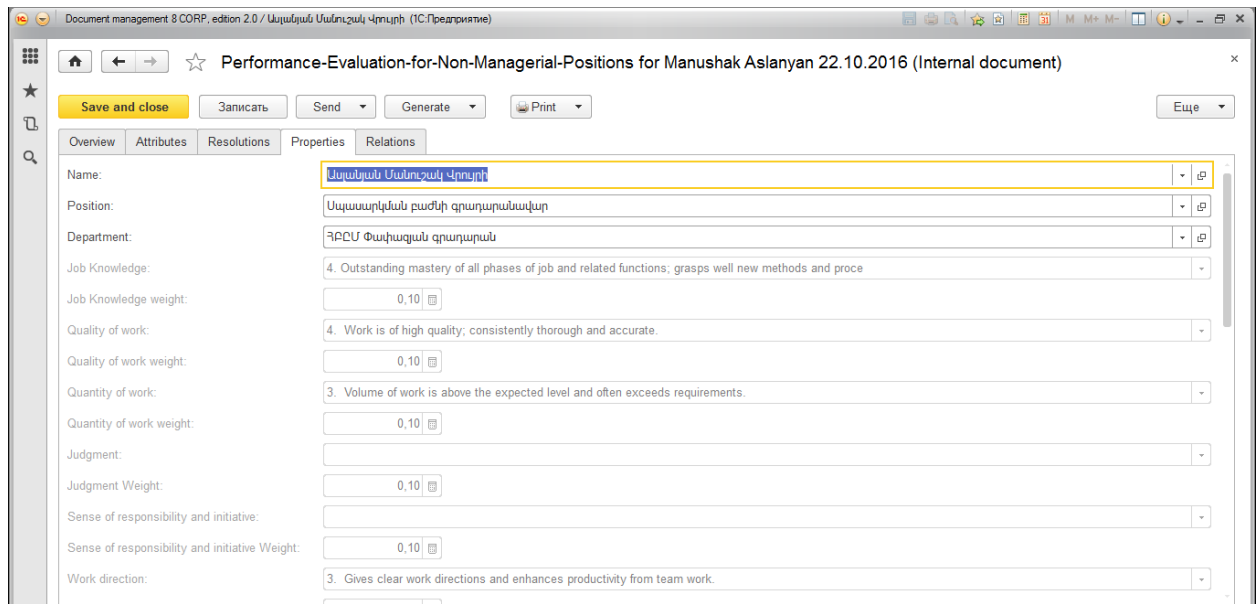 Document management 8 CORP, edition 2.0 / Ասլանյան Մանուշակ Վրույրի (1С:Предприятие)
M M+ M-
Performance-Evaluation-for-Non-Managerial-Positions for Manushak Aslanyan 22.10.2016 (Internal document)
Save and close Записать Send Generate Print Еще
Overview Attributes Resolutions Properties Relations
Name: Ասլանյան Մանուշակ Վրույրի
Position: Սպասարկման բաժնի գրադարանավար
Department: ՀԲԸՄ Փափազյան գրադարան
Job Knowledge: 4. Outstanding mastery of all phases of job and related functions; grasps well new methods and proce
Job Knowledge weight: 0,10
Quality of work: 4. Work is of high quality; consistently thorough and accurate.
Quality of work weight: 0,10
Quantity of work: 3. Volume of work is above the expected level and often exceeds requirements.
Quantity of work weight: 0,10
Judgment:
Judgment Weight: 0,10
Sense of responsibility and initiative:
Sense of responsibility and initiative Weight: 0,10
Work direction: 3. Gives clear work directions and enhances productivity from team work.